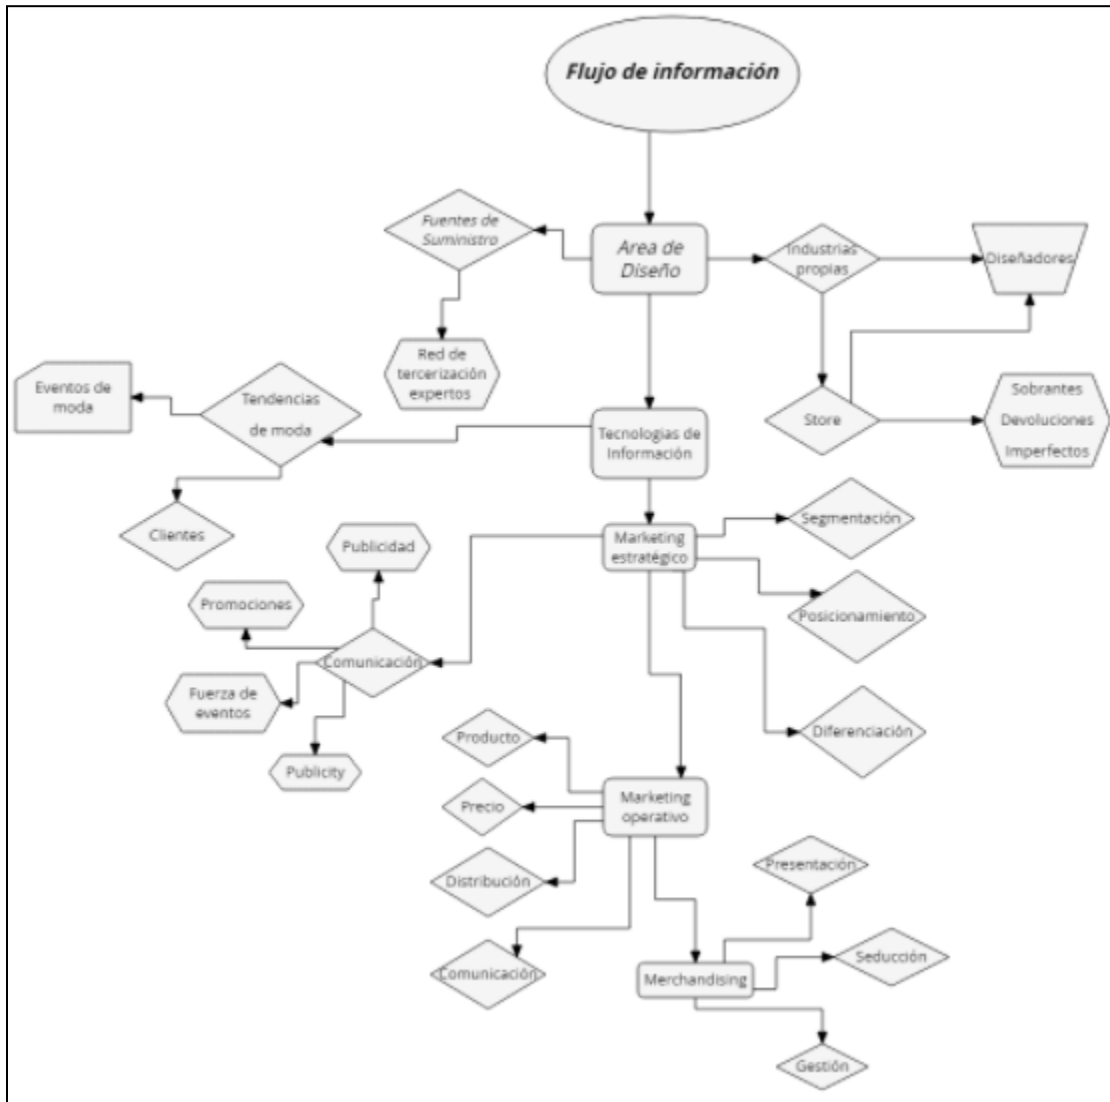 Flujo de información
Fuentes de
Suministro
Area de
Diseño
Industrias
propias
Diseñadores
Red de
tercerización
expertos
Eventos de
moda
Tendencias
de moda
Tecnologias de
Información
Store
Sobrantes
Devoluciones
Imperfectos
Clientes
Publicidad
Marketing
estratégico
Segmentación
Promociones
Posicionamiento
Comunicación
Fuerza de
eventos
Publicity
Diferenciación
Producto
Marketing
operativo
Precio
Distribución
Presentación
Comunicación
Merchandising
Seducción
Gestión